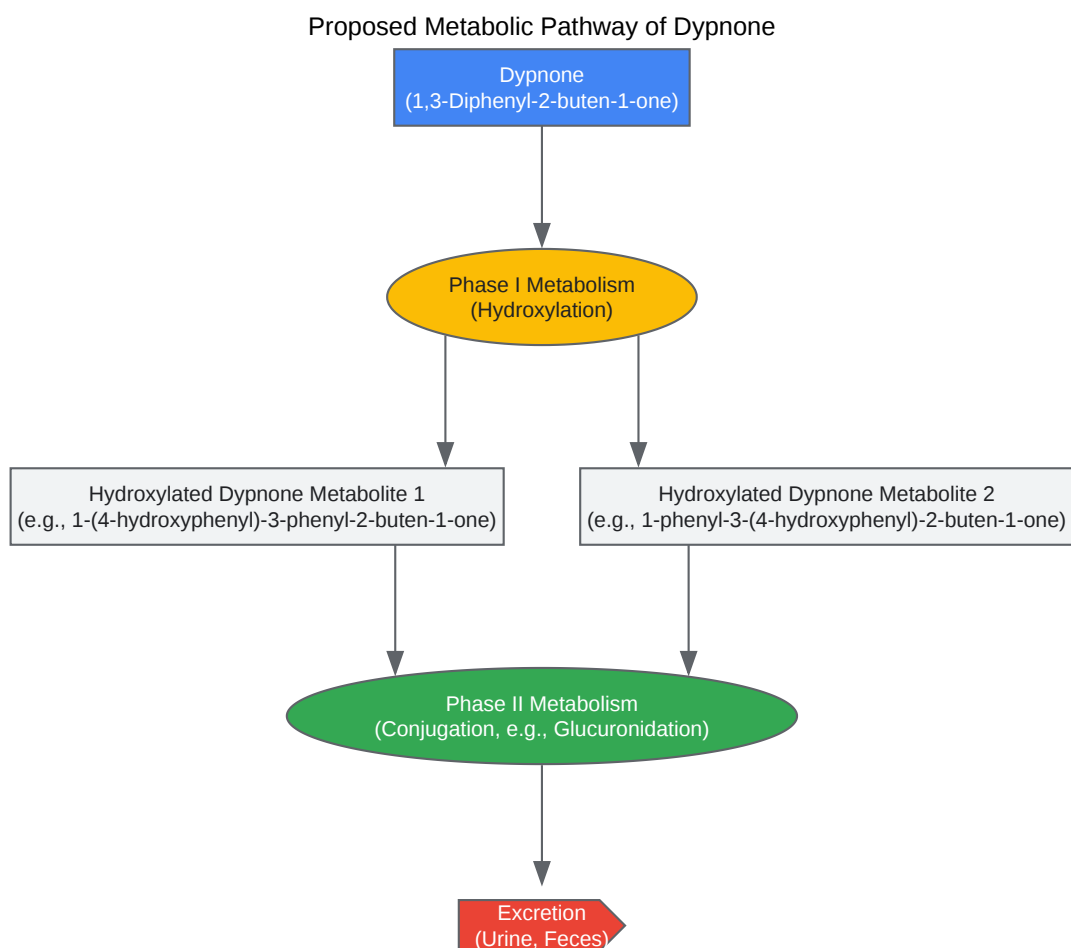 Proposed Metabolic Pathway of Dypnone
Dypnone
(1,3-Diphenyl-2-buten-1-one)
Phase I Metabolism
(Hydroxylation)
Hydroxylated Dypnone Metabolite 1
(e.g., 1-(4-hydroxyphenyl)-3-phenyl-2-buten-1-one)
Hydroxylated Dypnone Metabolite 2
(e.g., 1-phenyl-3-(4-hydroxyphenyl)-2-buten-1-one)
Phase II Metabolism
(Conjugation, e.g., Glucuronidation)
Excretion
(Urine, Feces)